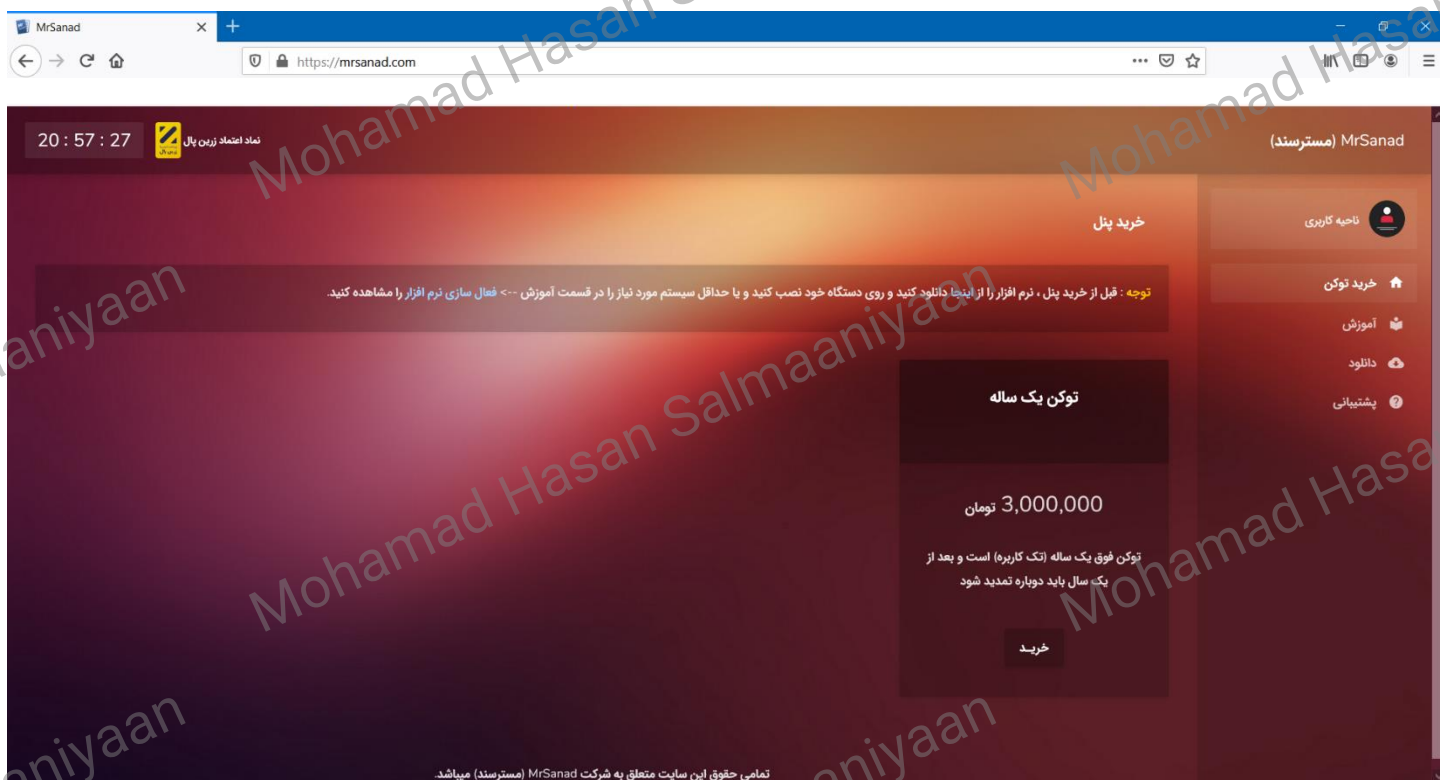 MrSanad
https://mrsanad.com
MrSanad (مسترسند)
نماد اعتماد زرین پال
20 : 57 : 27
ناحیه کاربری
خرید توکن
آموزش
دانلود
پشتیبانی
خرید پنل
توجه : قبل از خرید پنل ، نرم افزار را از اینجا دانلود کنید و روی دستگاه خود نصب کنید و یا حداقل سیستم مورد نیاز را در قسمت آموزش --> فعال سازی نرم افزار را مشاهده کنید.
توکن یک ساله
3,000,000 تومان
توکن فوق یک ساله (تک کاربره) است و بعد از
یک سال باید دوباره تمدید شود
خریـد
تمامی حقوق این سایت متعلق به شرکت MrSanad (مسترسند) میباشد.
Mohamad Hasan Salmaaniyaan